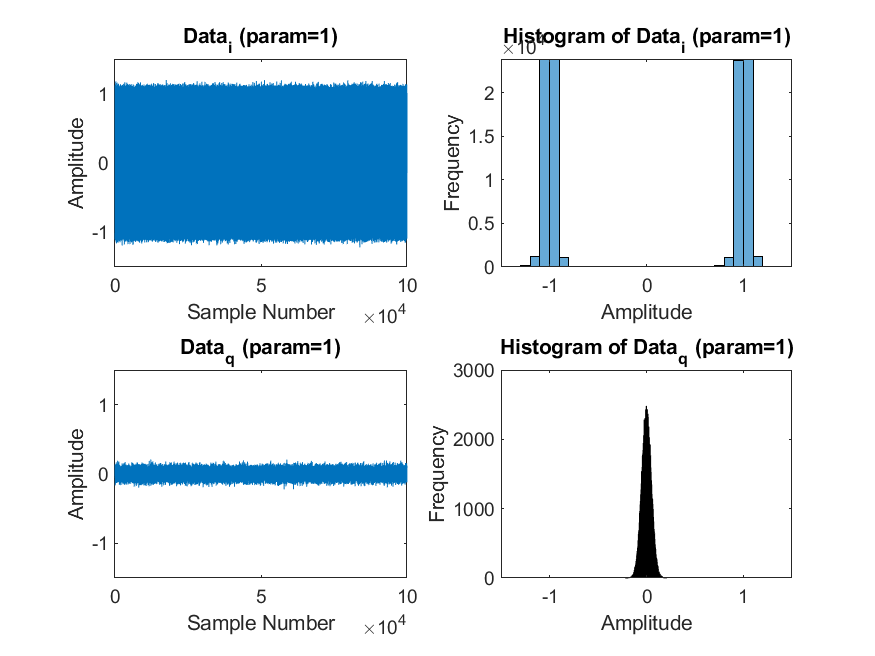 Data_i (param=1)
1
0
-1
Amplitude
0
5
10
Sample Number
×10^4
Histogram of Data_i (param=1)
×10^4
2
1.5
1
0.5
0
Frequency
-1
0
1
Amplitude
Data_q (param=1)
1
0
-1
Amplitude
0
5
10
Sample Number
×10^4
Histogram of Data_q (param=1)
3000
2000
1000
0
Frequency
-1
0
1
Amplitude